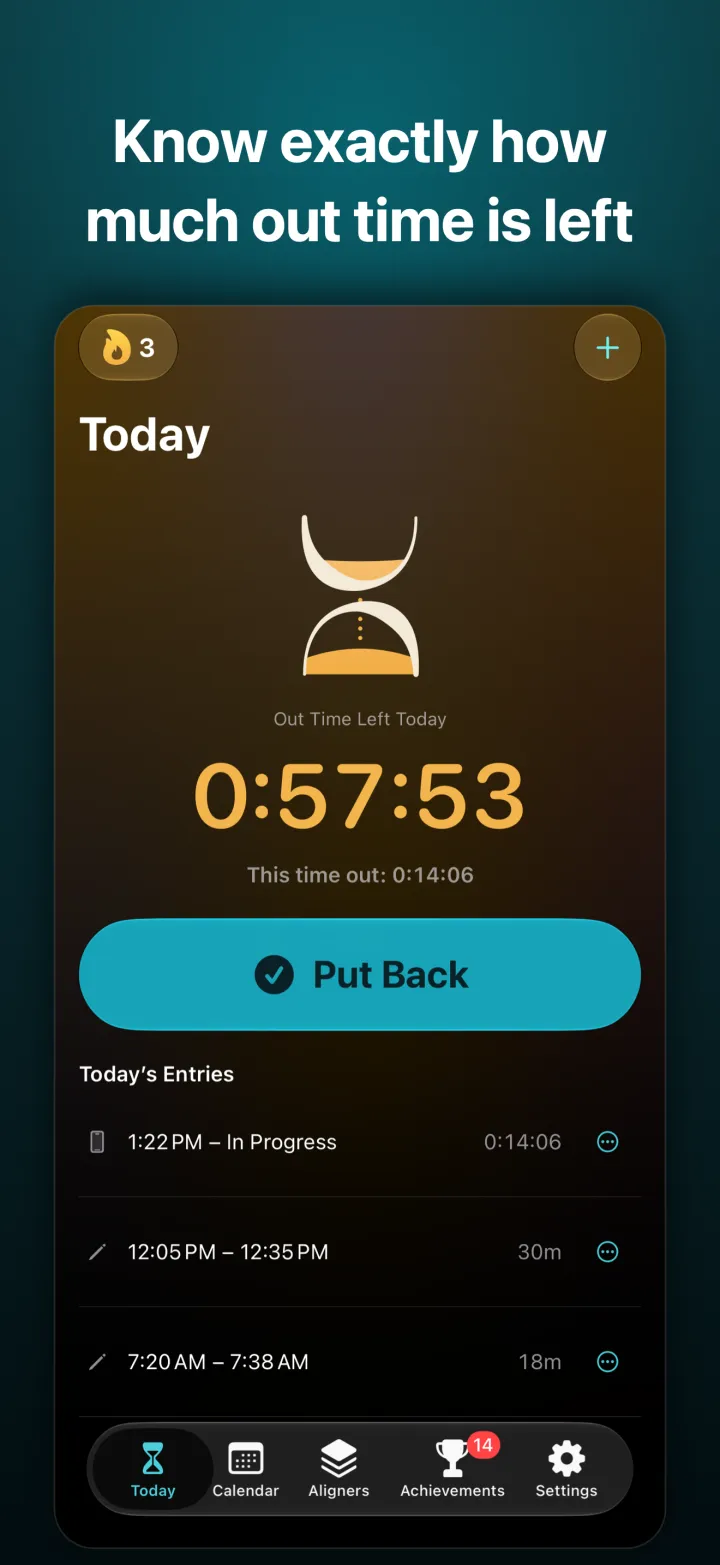 Know exactly how
much out time is left
3
Today
Out Time Left Today
0:57:53
This time out: 0:14:06
Put Back
Today’s Entries
1:22 PM – In Progress 0:14:06
12:05 PM – 12:35 PM 30m
7:20 AM – 7:38 AM 18m
14
Today Calendar Aligners Achievements Settings